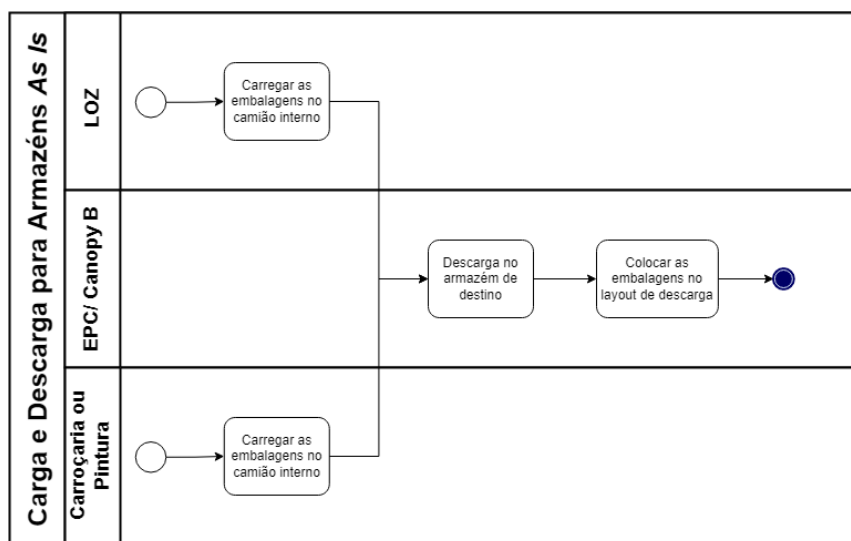 Carga e Descarga para Armazéns As Is
LOZ
Carregar as
embalagens no
camião interno
EPC/ Canopy B
Descarga no
armazém de
destino
Colocar as
embalagens no
layout de descarga
Carroçaria ou
Pintura
Carregar as
embalagens no
camião interno